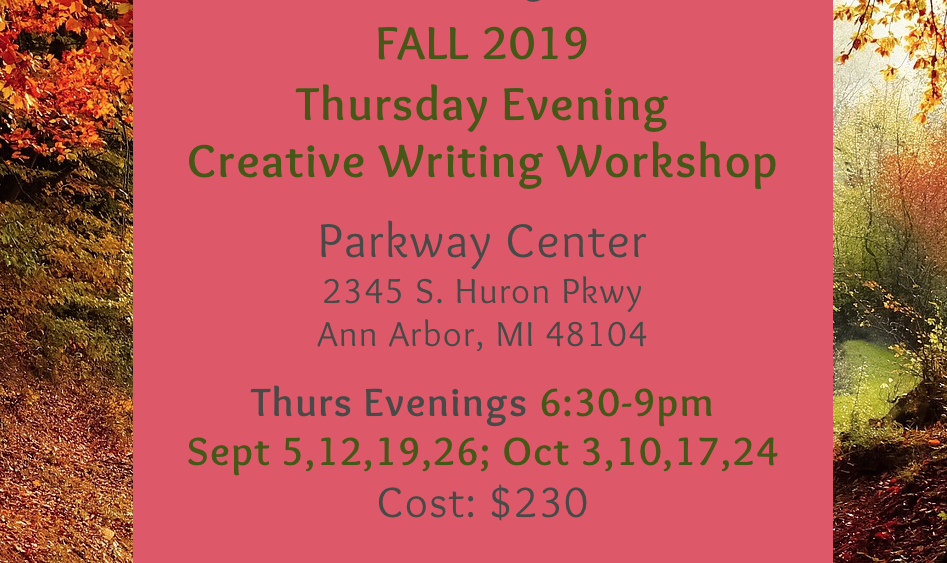 FALL 2019
Thursday Evening
Creative Writing Workshop
Parkway Center
2345 S. Huron Pkwy
Ann Arbor, MI 48104
Thurs Evenings 6:30-9pm
Sept 5,12,19,26; Oct 3,10,17,24
Cost: $230